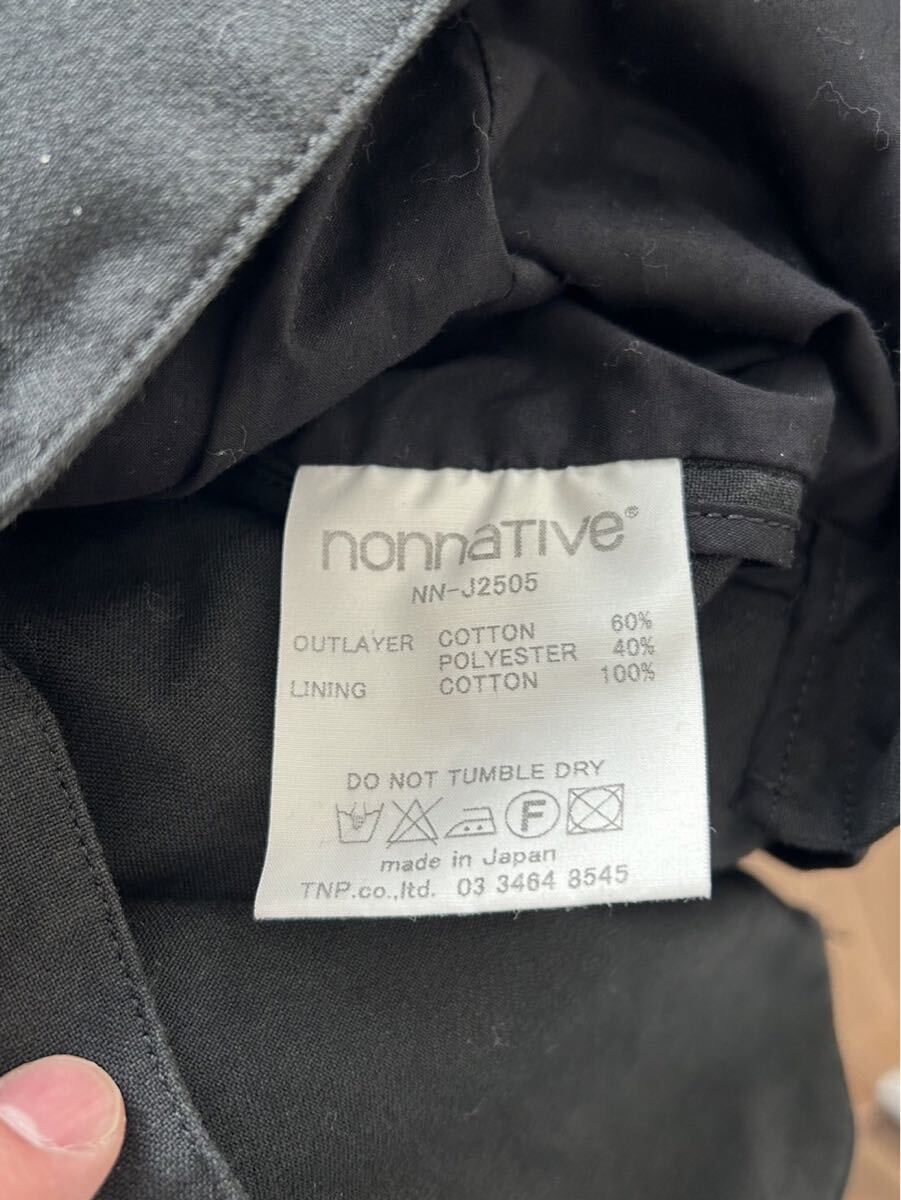 nonnative®
NN-J2505
OUTLAYER COTTON 60%
POLYESTER 40%
LINING COTTON 100%
DO NOT TUMBLE DRY
F
made in Japan
TNP.co.,ltd. 03 3464 8545